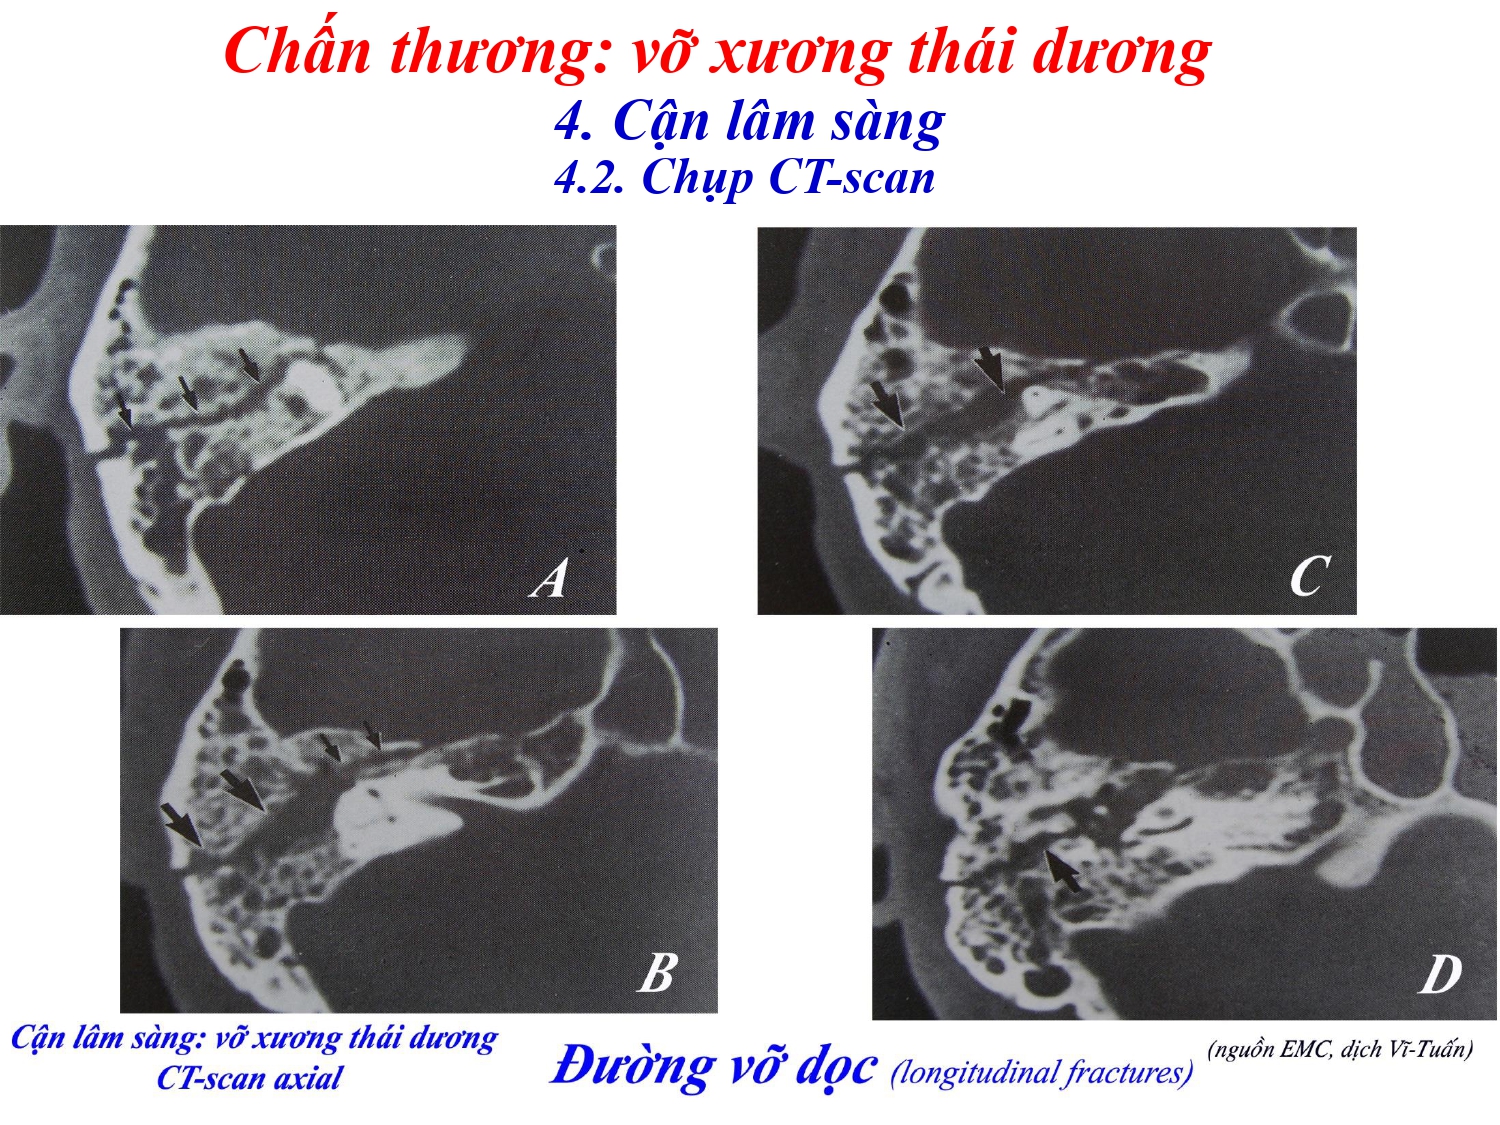 Chấn thương: vỡ xương thái dương
4. Cận lâm sàng
4.2. Chụp CT-scan
A
C
B
D
Cận lâm sàng: vỡ xương thái dương
CT-scan axial
Đường vỡ dọc (longitudinal fractures)
(nguồn EMC, dịch Vĩ-Tuấn)